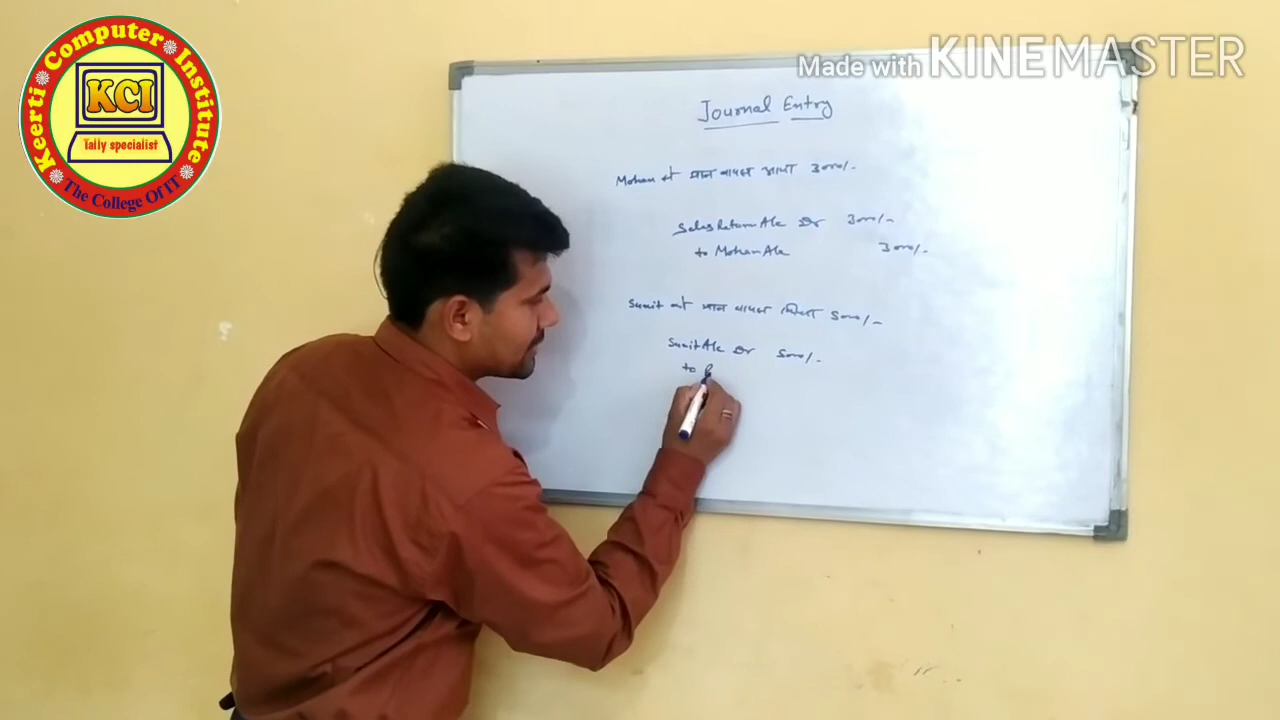 Keerti Computer Institute
KCI
Tally specialist
The College Of IT
Made with KINEMASTER
Journal Entry
Mohan से माल वापस आया 3000/-
Sales Return A/c Dr 3000/-
to Mohan A/c 3000/-
Sumit को माल वापस किया 5000/-
Sumit A/c Dr 5000/-
to